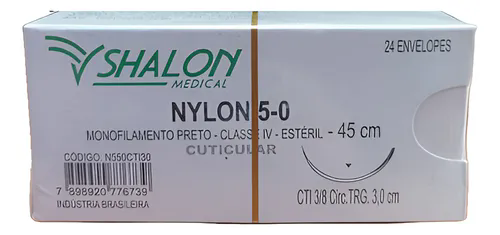 SHALON
MEDICAL
24 ENVELOPES
NYLON 5-0
MONOFILAMENTO PRETO - CLASSE IV - ESTÉRIL - 45 cm
CUTICULAR
CÓDIGO: N550CTI30
7 898920 776739
INDÚSTRIA BRASILEIRA
CTI 3/8 Circ.TRG. 3,0 cm